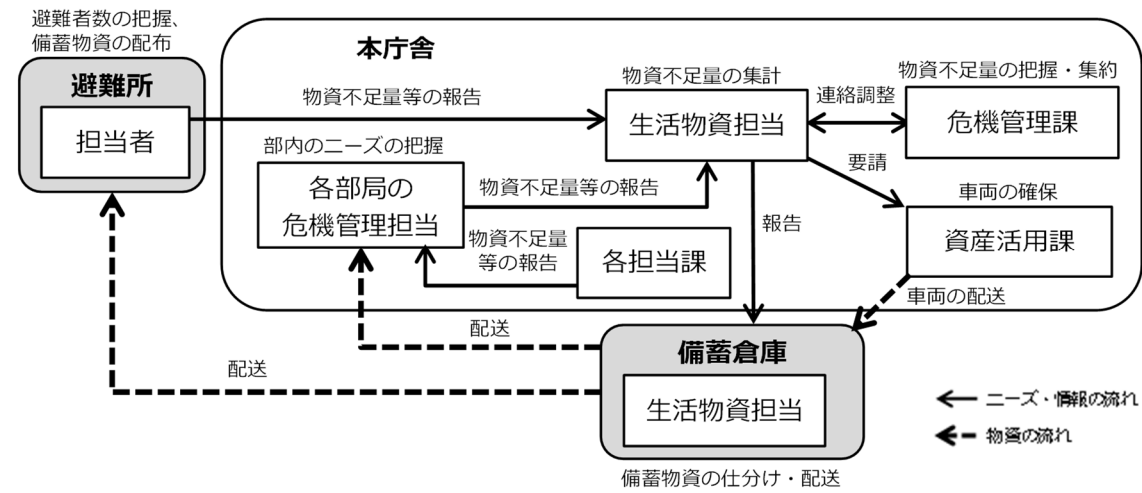 避難者数の把握、
備蓄物資の配布
避難所
担当者
本庁舎
物資不足量等の報告
物資不足量の集計
生活物資担当
連絡調整
物資不足量の把握・集約
危機管理課
部内のニーズの把握
各部局の
危機管理担当
物資不足量等の報告
物資不足量
等の報告
各担当課
報告
要請
車両の確保
資産活用課
車両の配送
配送
配送
備蓄倉庫
生活物資担当
備蓄物資の仕分け・配送
ニーズ・情報の流れ
物資の流れ